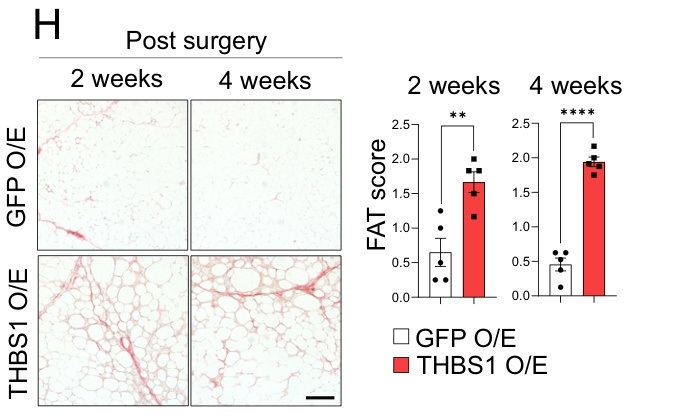 H
Post surgery
2 weeks
4 weeks
GFP O/E
THBS1 O/E
2 weeks
4 weeks
FAT score
**
2.5
2.0
1.5
1.0
0.5
0.0
****
2.5
2.0
1.5
1.0
0.5
0.0
GFP O/E
THBS1 O/E